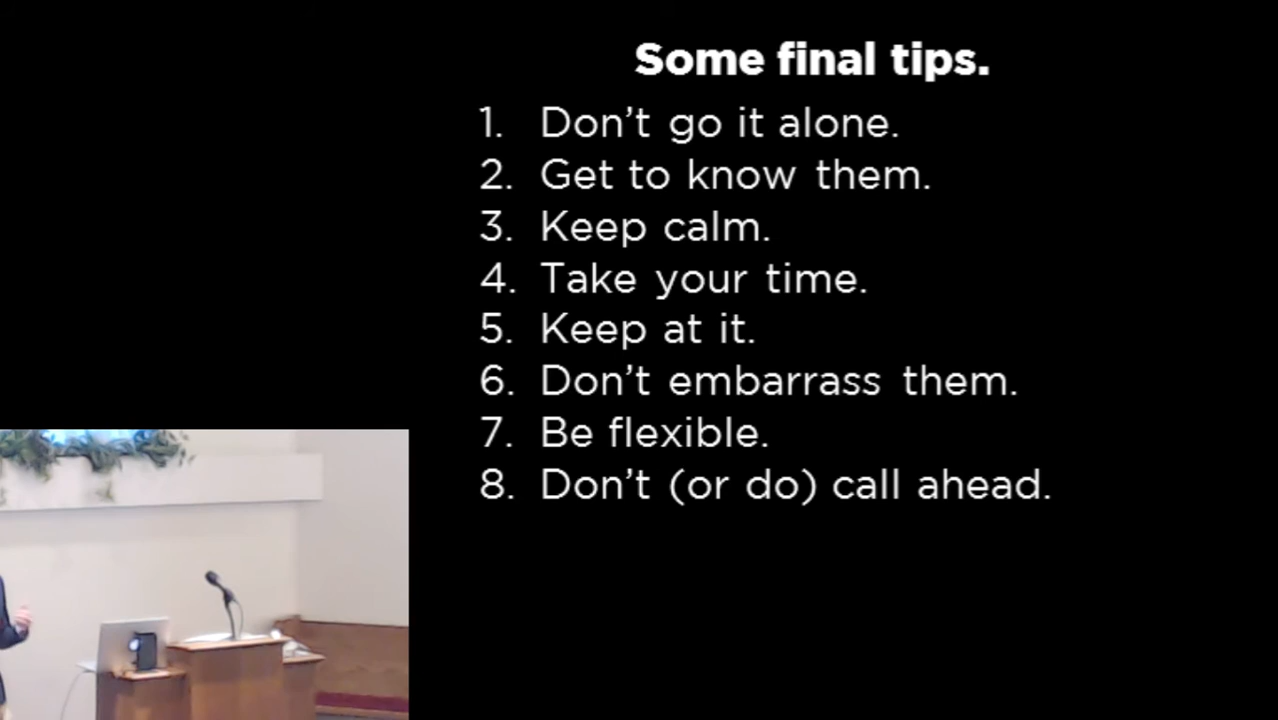 Some final tips.
1. Don't go it alone.
2. Get to know them.
3. Keep calm.
4. Take your time.
5. Keep at it.
6. Don't embarrass them.
7. Be flexible.
8. Don't (or do) call ahead.